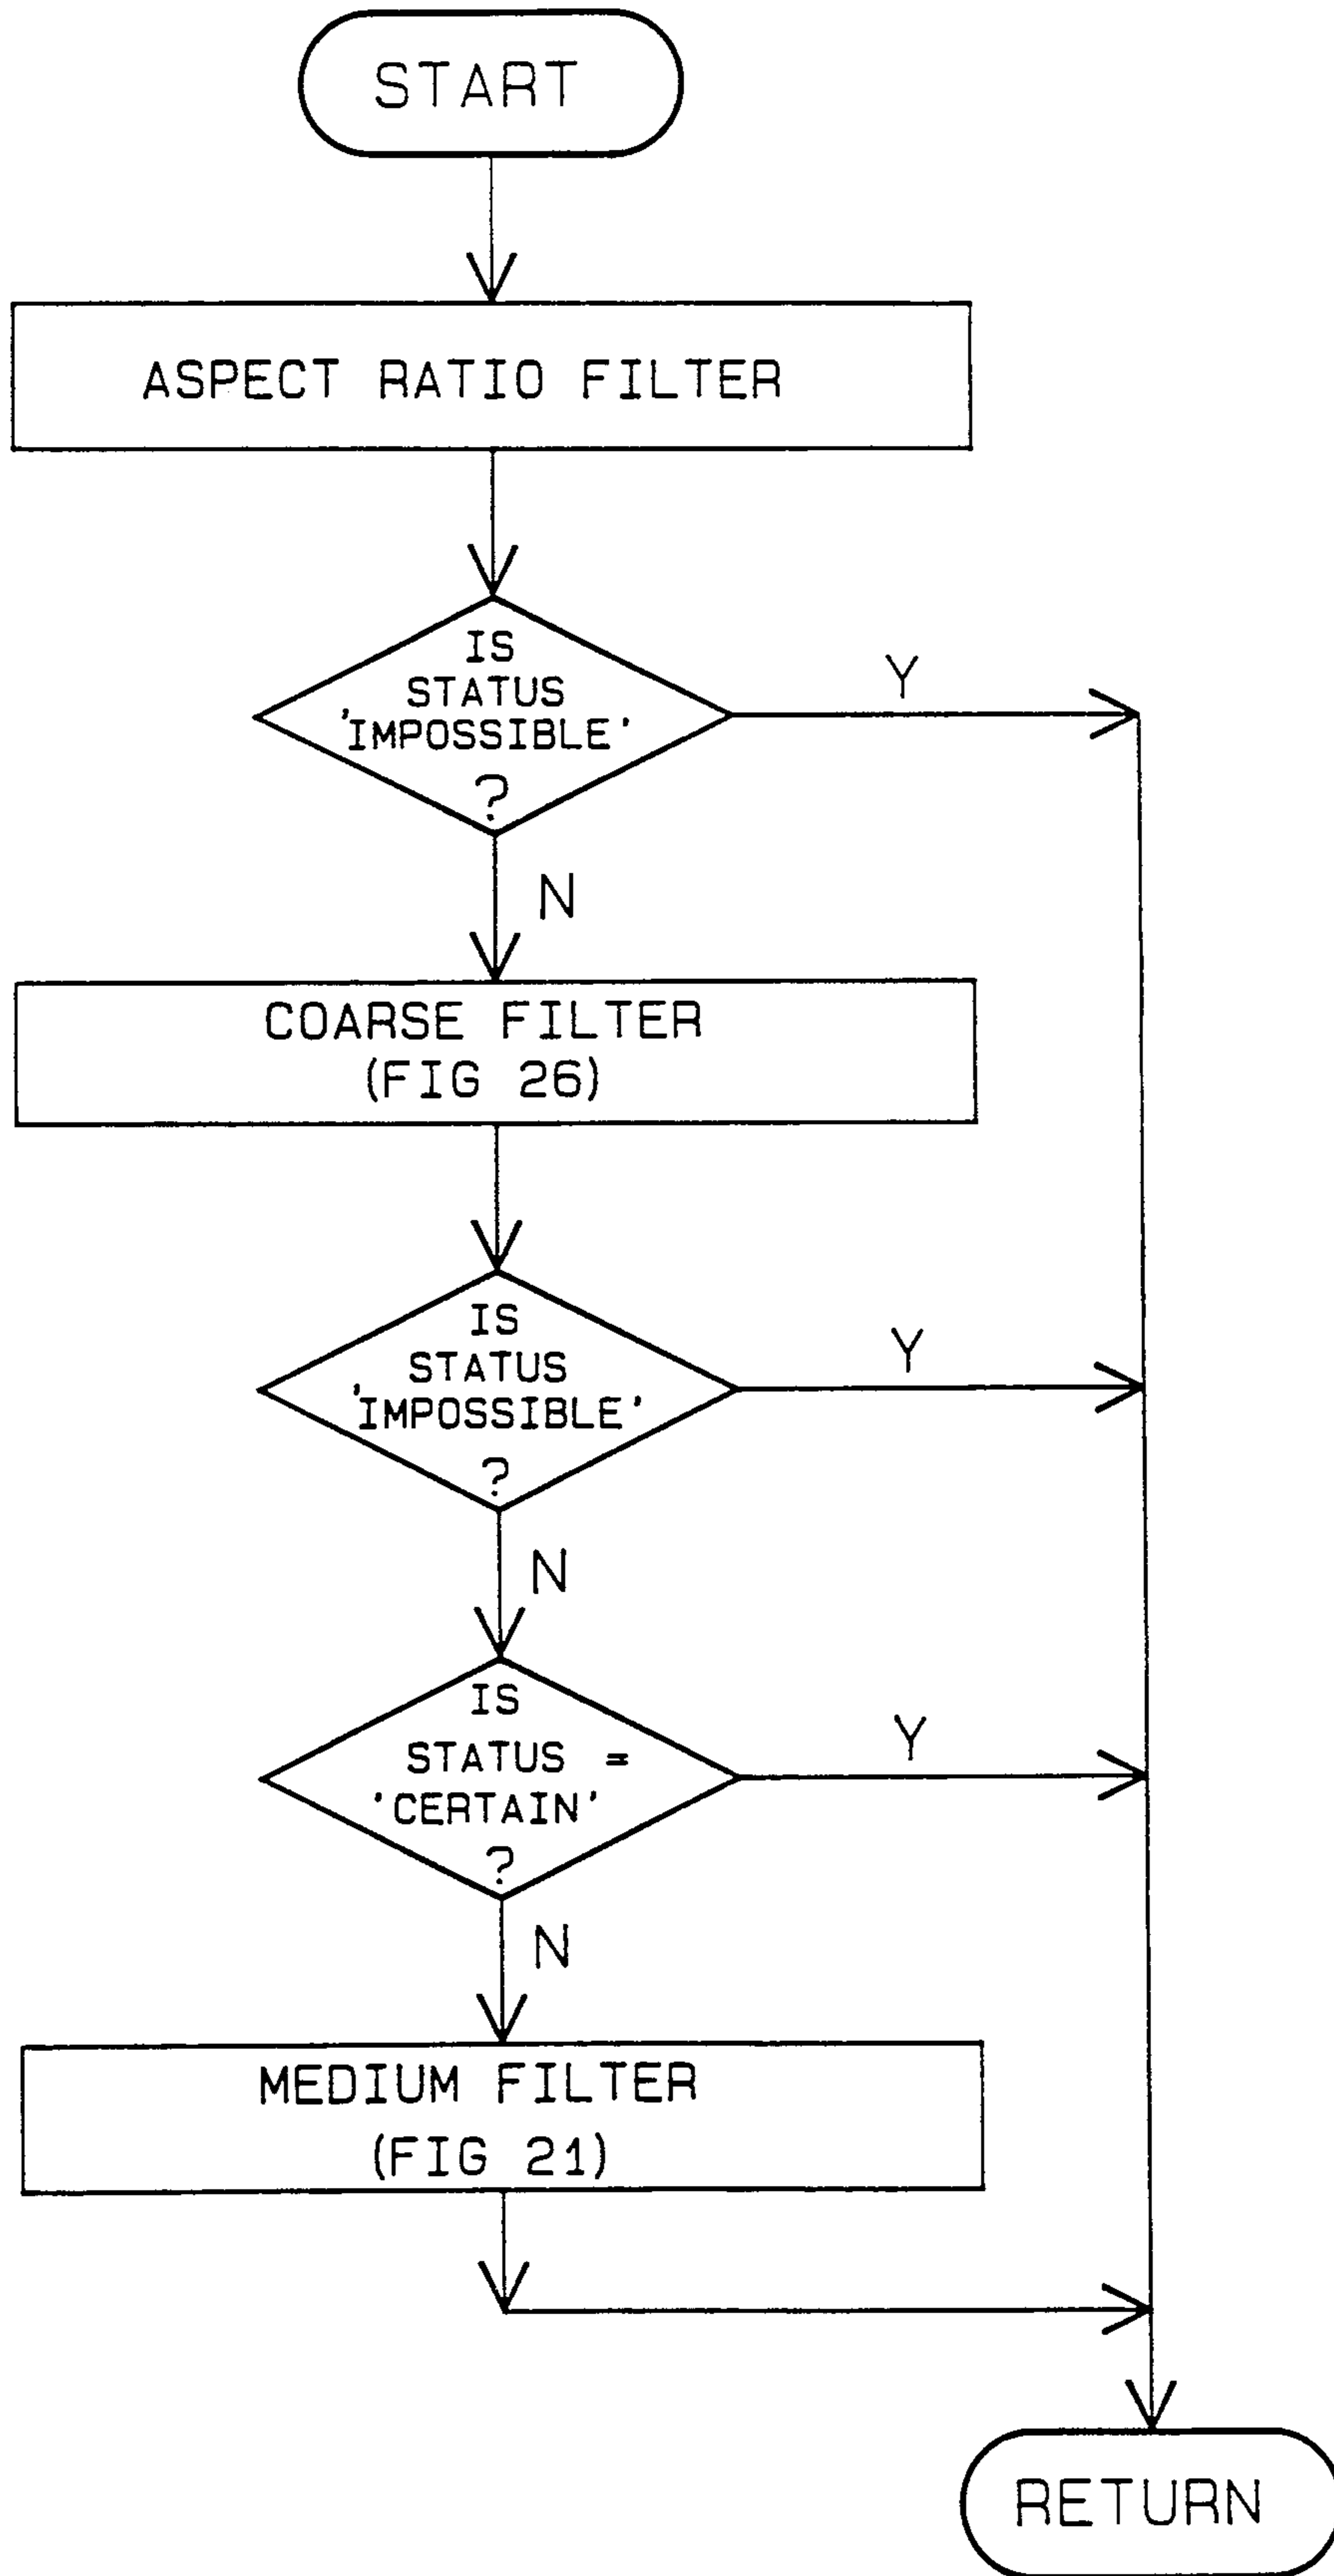 START
ASPECT RATIO FILTER
IS
STATUS
'IMPOSSIBLE'
?
Y
N
COARSE FILTER
(FIG 26)
IS
STATUS
'IMPOSSIBLE'
?
Y
N
IS
STATUS =
'CERTAIN'
?
Y
N
MEDIUM FILTER
(FIG 21)
RETURN